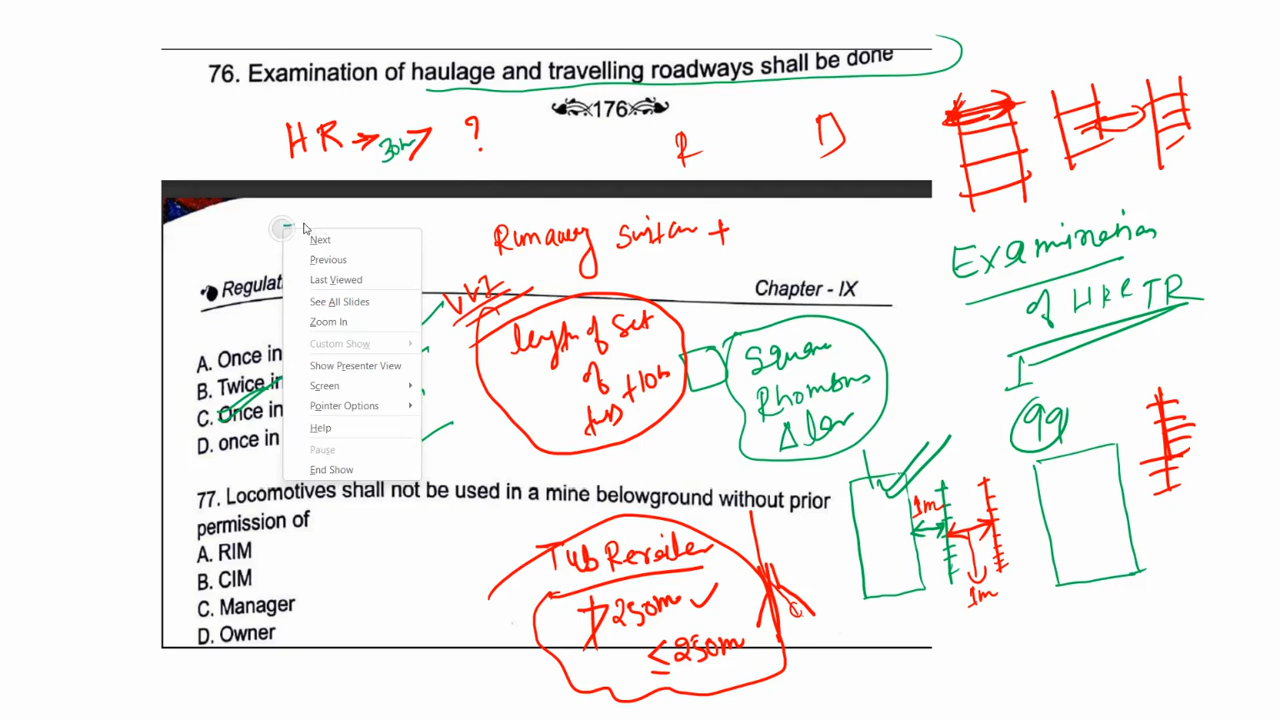 76. Examination of haulage and travelling roadways shall be done
176
HR → 30m ?
R D
Runaway Switch +
Regulat
Chapter - IX
VVI
length of Set
of
tubs +10m
Square
Rhombus
Examination
of HR & TR
A. Once in
B. Twice in
C. Once in
D. once in
Next
Previous
Last Viewed
See All Slides
Zoom In
Custom Show
Show Presenter View
Screen
Pointer Options
Help
Pause
End Show
99
77. Locomotives shall not be used in a mine belowground without prior
permission of
A. RIM
B. CIM
C. Manager
D. Owner
Tub Rerailer
250m
≤ 250m
1m
1m